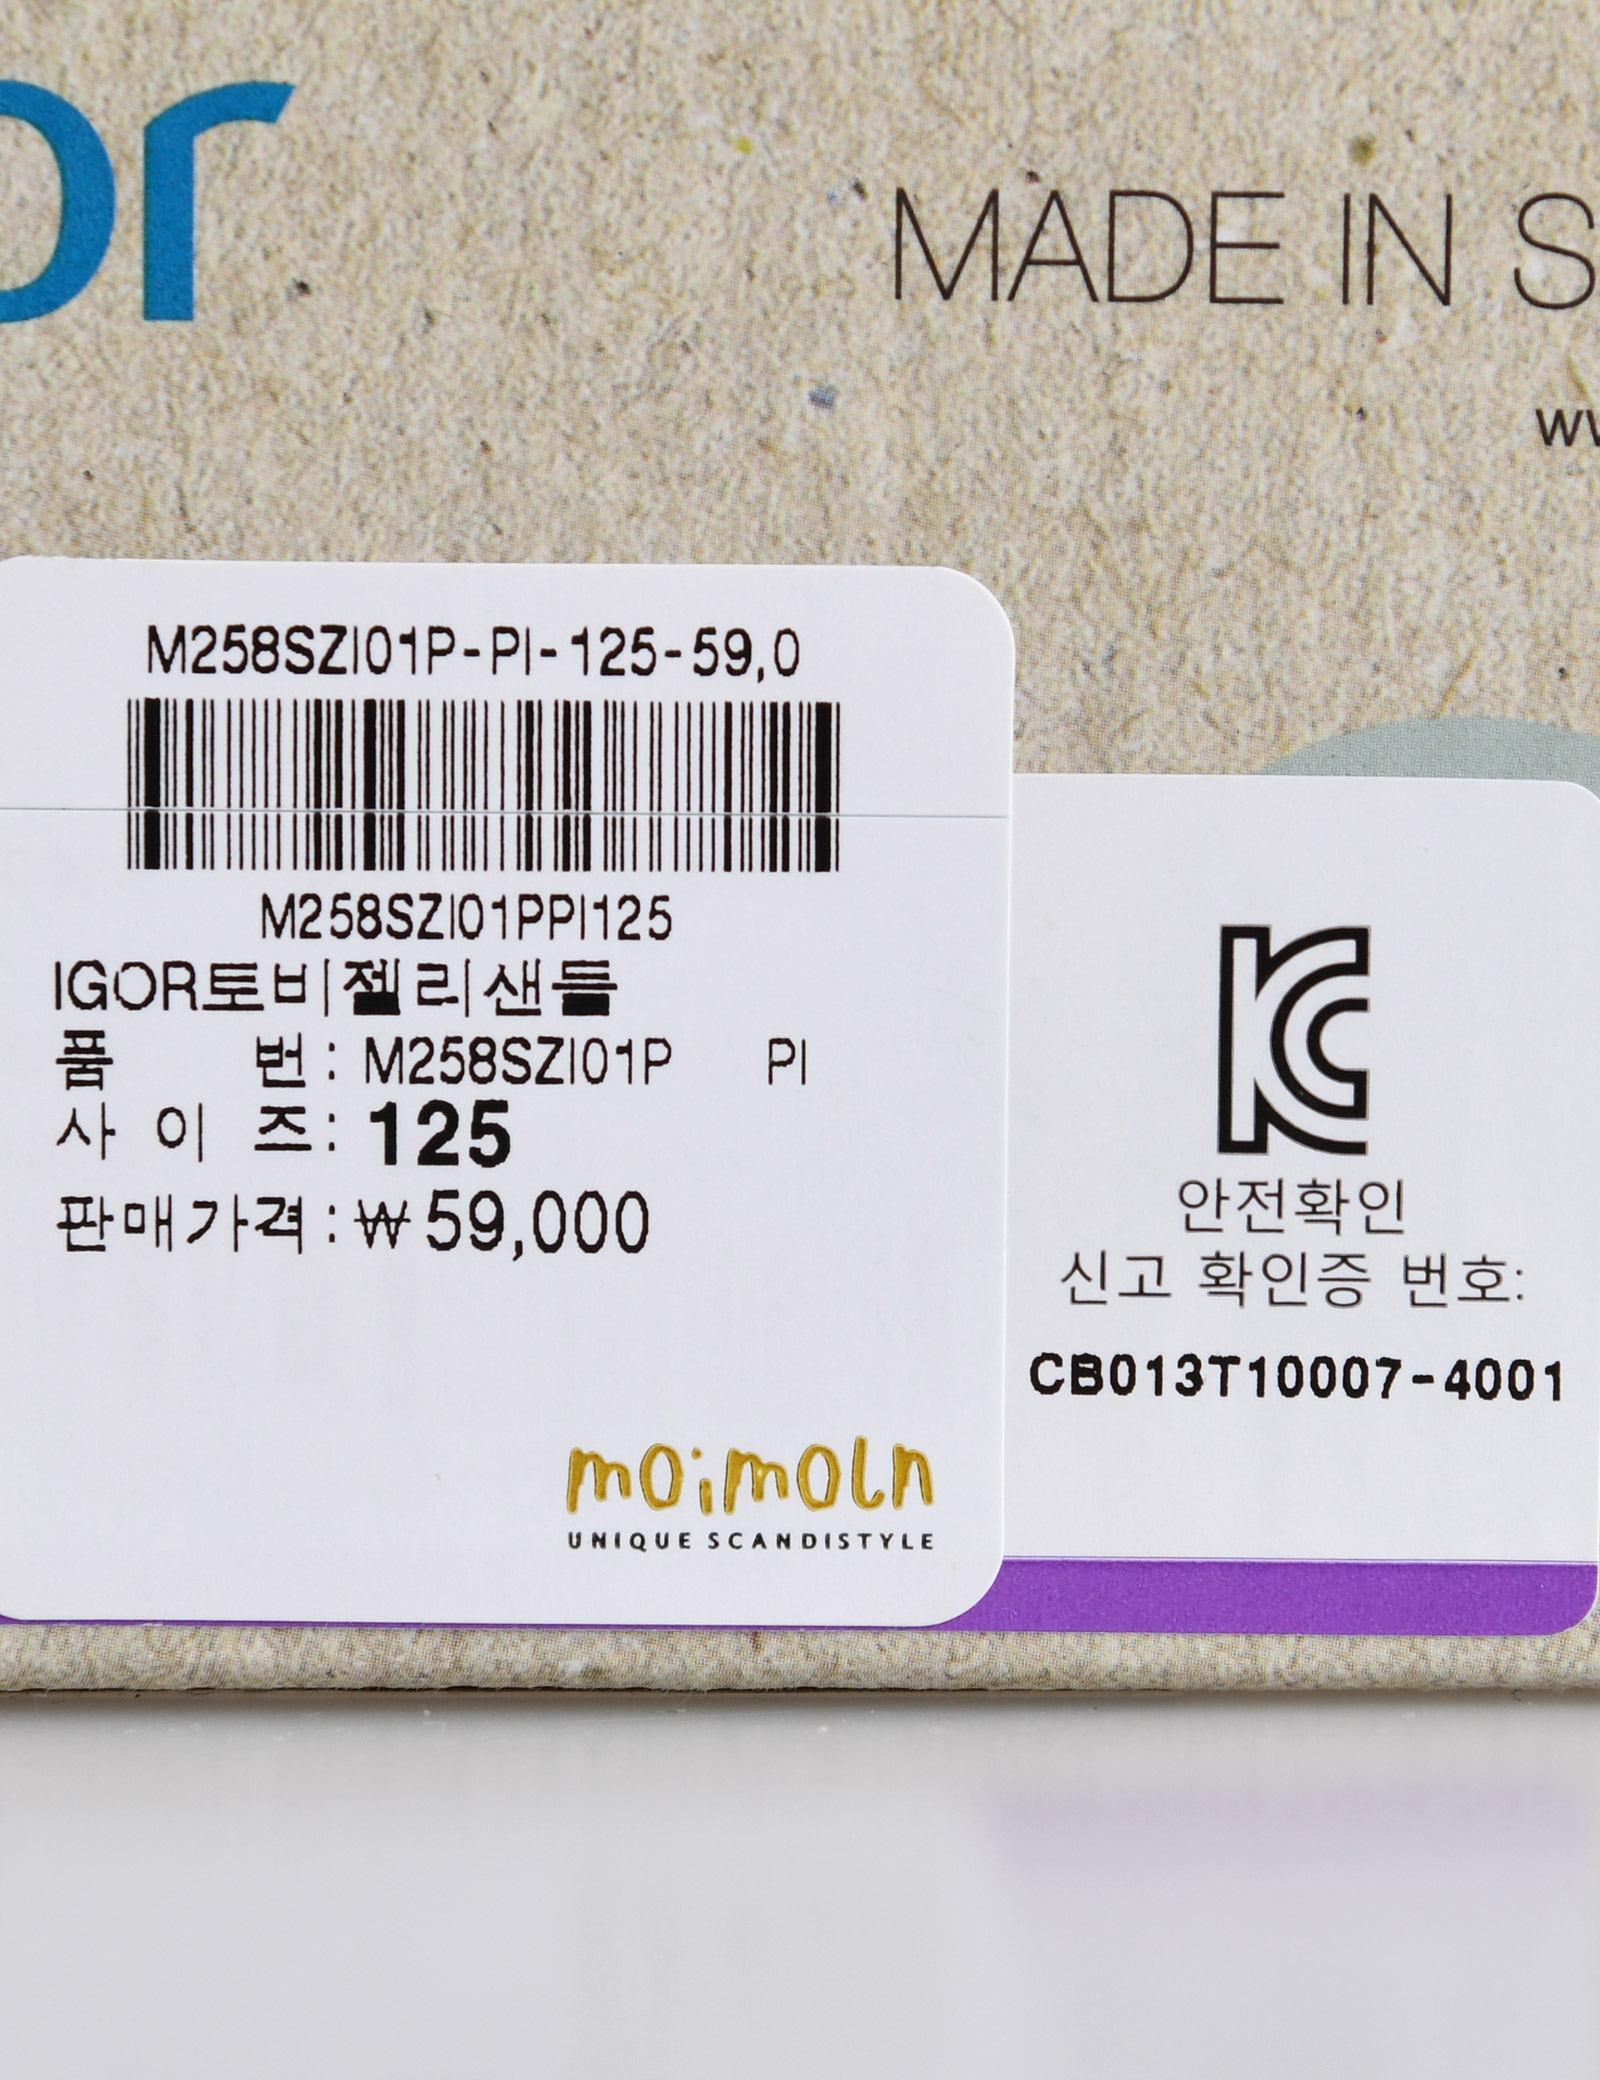 or
MADE IN S
M258SZI01P-PI-125-59,0
M258SZI01PPI125
IGOR토비젤리샌들
품 번: M258SZI01P PI
사 이 즈: 125
판매가격:₩59,000
moimoln
UNIQUE SCANDISTYLE
안전확인
신고 확인증 번호:
CB013T10007-4001